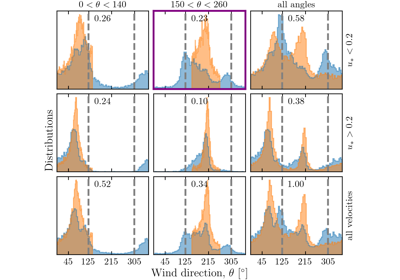 0 < θ < 140 150 < θ < 260 all angles
0.26 0.23 0.58
u* < 0.2
0.24 0.10 0.38
u* > 0.2
Distributions
0.52 0.34 1.00
all velocities
45 125 215 305 45 125 215 305 45 125 215 305
Wind direction, θ [°]